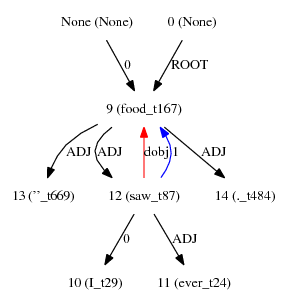 None (None) 0 (None)
0 ROOT
9 (food_t167)
ADJ ADJ dobj 1 ADJ
13 (''_t669) 12 (saw_t87) 14 (._t484)
0 ADJ
10 (I_t29) 11 (ever_t24)